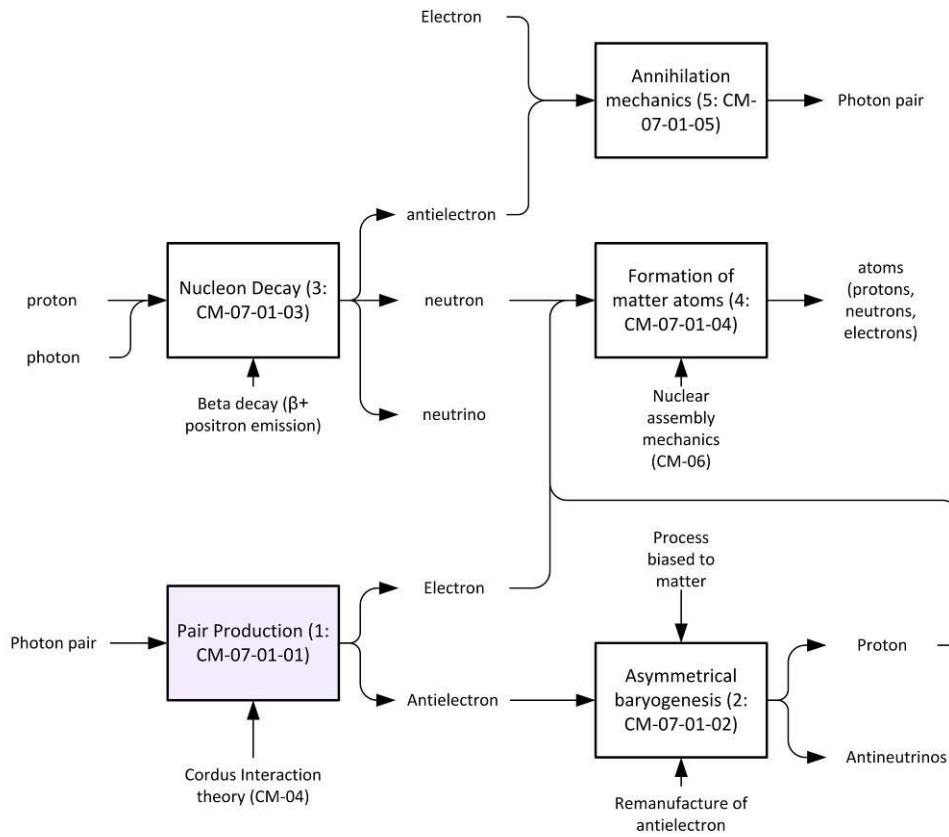 Electron
Annihilation
mechanics (5: CM-
07-01-05)
Photon pair
antielectron
proton
photon
Nucleon Decay (3:
CM-07-01-03)
neutron
neutrino
Beta decay (β+
positron emission)
Formation of
matter atoms (4:
CM-07-01-04)
atoms
(protons,
neutrons,
electrons)
Nuclear
assembly
mechanics
(CM-06)
Photon pair
Pair Production (1:
CM-07-01-01)
Electron
Antielectron
Cordus Interaction
theory (CM-04)
Process
biased to
matter
Asymmetrical
baryogenesis (2:
CM-07-01-02)
Proton
Antineutrinos
Remanufacture of
antielectron